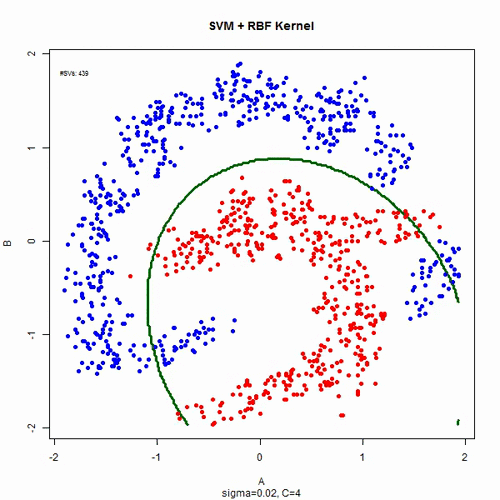 SVM + RBF Kernel
#SVs: 439
2
1
0
-1
-2
B
-2
-1
0
1
2
A
sigma=0.02, C=4